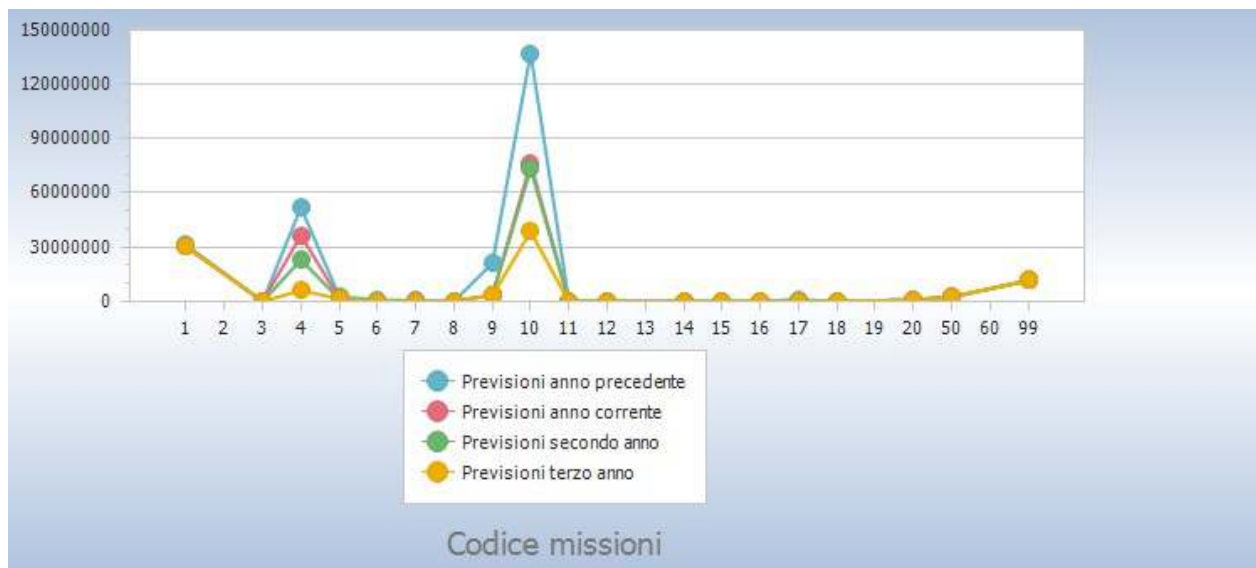 150000000
120000000
90000000
60000000
30000000
0
1 2 3 4 5 6 7 8 9 10 11 12 13 14 15 16 17 18 19 20 50 60 99
Previsioni anno precedente
Previsioni anno corrente
Previsioni secondo anno
Previsioni terzo anno
Codice missioni